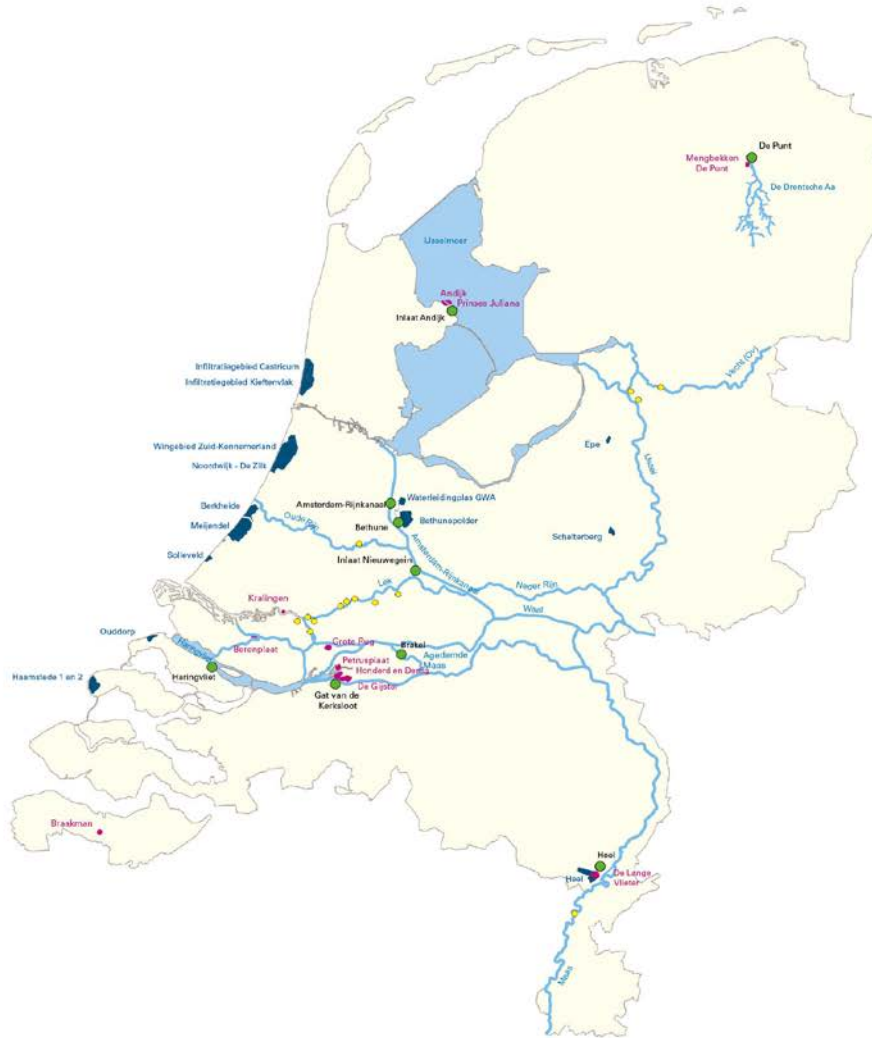 De Punt
Mengbekken
De Punt
De Drentsche Aa
IJsselmeer
Andijk
Prinses Juliana
Inlaat Andijk
Vecht (Ov)
Infiltratiegebied Castricum
Infiltratiegebied Kieftenvlak
IJssel
Epe
Wingebied Zuid-Kennemerland
Noordwijk - De Zilk
Waterleidingplas GWA
Amsterdam-Rijnkanaal
Berkheide
Meijendel
Oude Rijn
Bethune
Bethunepolder
Schalterberg
Solleveld
Inlaat Nieuwegein
Amsterdam-Rijnkanaal
Neder Rijn
Lek
Kralingen
Waal
Ouddorp
Berenplaat
Grote Rug
Brakel
Afgedamde
Maas
Haringvliet
Petrusplaat
Honderd en Dertig
Haamstede 1 en 2
Haringvliet
De Gijster
Gat van de
Kerksloot
Braakman
Heel
Heel
De Lange
Vlieter
Maas